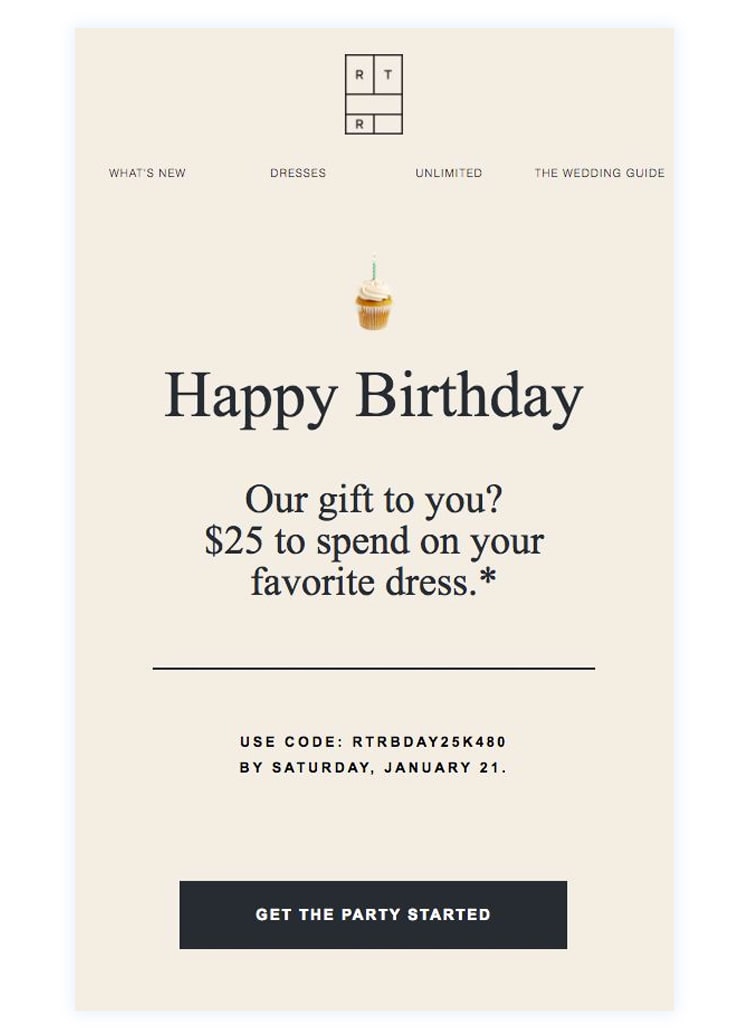 R T
R
WHAT'S NEW DRESSES UNLIMITED THE WEDDING GUIDE
Happy Birthday
Our gift to you?
$25 to spend on your
favorite dress.*
USE CODE: RTRBDAY25K480
BY SATURDAY, JANUARY 21.
GET THE PARTY STARTED